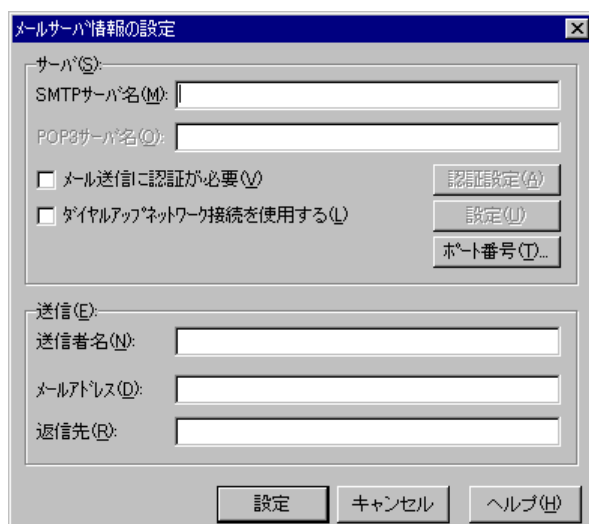 メールサーバ情報の設定
サーバ(S):
SMTPサーバ名(M):
POP3サーバ名(O):
メール送信に認証が必要(V)
認証設定(A)
ダイヤルアップネットワーク接続を使用する(L)
設定(U)
ポート番号(T)...
送信(E):
送信者名(N):
メールアドレス(D):
返信先(R):
設定
キャンセル
ヘルプ(H)